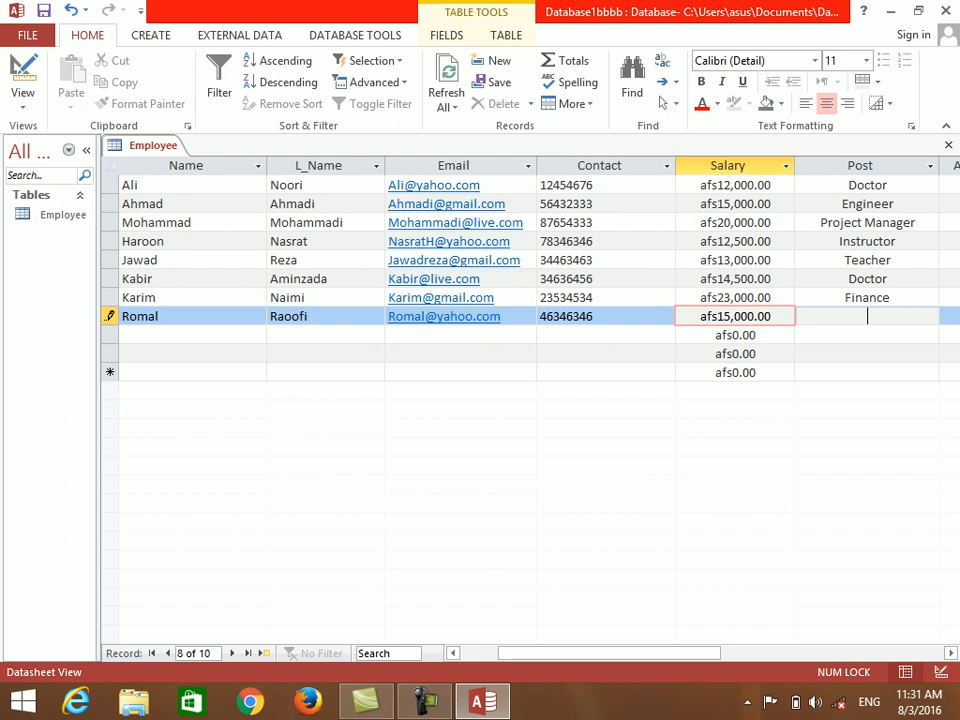 TABLE TOOLS
Database1bbbb : Database- C:\Users\asus\Documents\Da...
FILE HOME CREATE EXTERNAL DATA DATABASE TOOLS FIELDS TABLE Sign in
View
Views
Paste
Cut
Copy
Format Painter
Clipboard
Filter
Ascending
Descending
Remove Sort
Selection
Advanced
Toggle Filter
Sort & Filter
Refresh
All
New
Save
Delete
Totals
Spelling
More
Records
Find
Find
Calibri (Detail) 11
B I U
Text Formatting
All ...
Search...
Tables
Employee
Employee
Name L_Name Email Contact Salary Post A
Ali Noori Ali@yahoo.com 12454676 afs12,000.00 Doctor
Ahmad Ahmadi Ahmadi@gmail.com 56432333 afs15,000.00 Engineer
Mohammad Mohammadi Mohammadi@live.com 87654333 afs20,000.00 Project Manager
Haroon Nasrat NasratH@yahoo.com 78346346 afs12,500.00 Instructor
Jawad Reza Jawadreza@gmail.com 34463463 afs13,000.00 Teacher
Kabir Aminzada Kabir@live.com 34636456 afs14,500.00 Doctor
Karim Naimi Karim@gmail.com 23534534 afs23,000.00 Finance
Romal Raoofi Romal@yahoo.com 46346346 afs15,000.00
afs0.00
afs0.00
afs0.00
Record: 8 of 10 No Filter Search
Datasheet View NUM LOCK
ENG
11:31 AM
8/3/2016